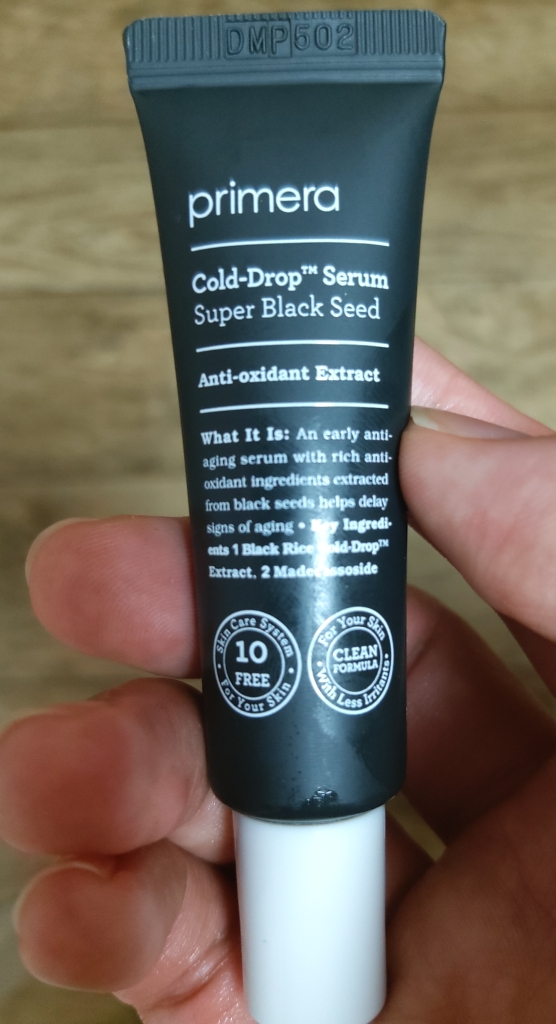 DMP502
primera
Cold-Drop™ Serum
Super Black Seed
Anti-oxidant Extract
What It Is: An early anti-
aging serum with rich anti-
oxidant ingredients extracted
from black seeds helps delay
signs of aging • Key Ingredi-
ents 1 Black Rice Cold-Drop™
Extract, 2 Madecassoside
Skin Care System
10
FREE
For Your Skin
For Your Skin
CLEAN
FORMULA
With Less Irritants